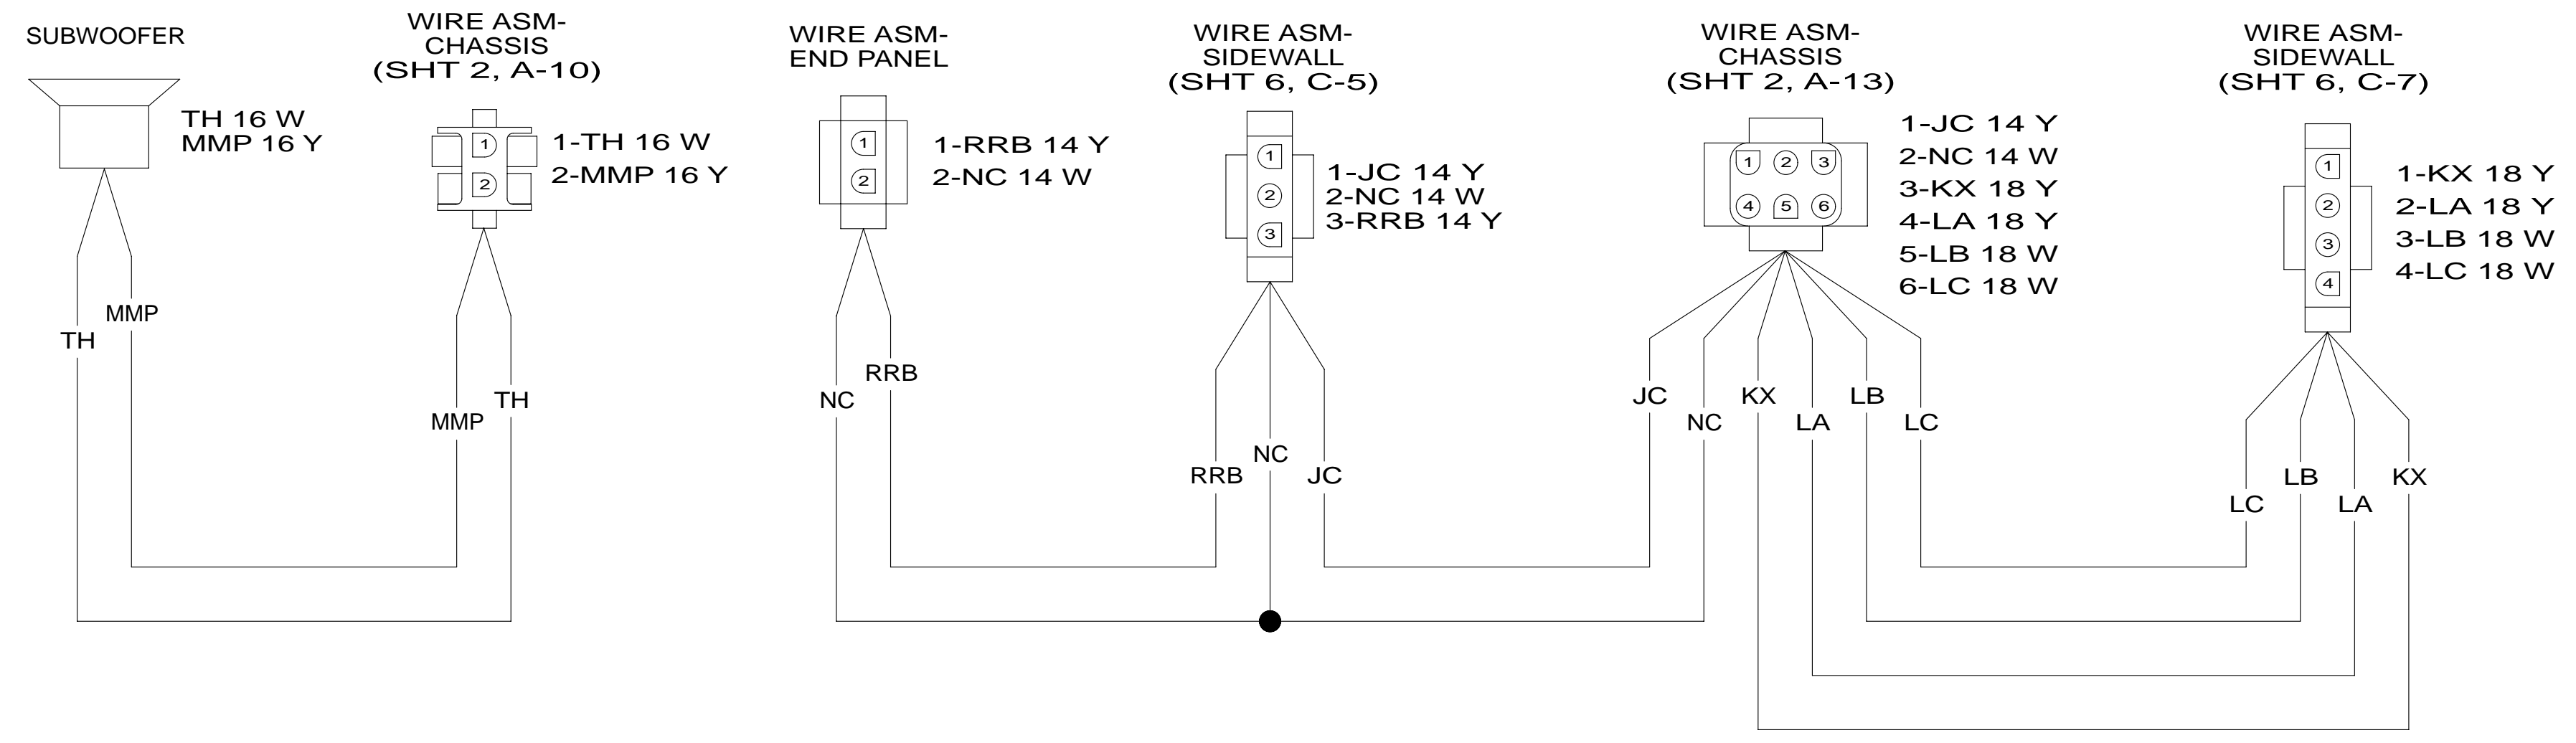 SUBWOOFER
TH 16 W
MMP 16 Y
TH
MMP
WIRE ASM-
CHASSIS
(SHT 2, A-10)
1
2
1-TH 16 W
2-MMP 16 Y
MMP
TH
WIRE ASM-
END PANEL
1
2
1-RRB 14 Y
2-NC 14 W
NC
RRB
WIRE ASM-
SIDEWALL
(SHT 6, C-5)
1
2
3
1-JC 14 Y
2-NC 14 W
3-RRB 14 Y
RRB
NC
JC
WIRE ASM-
CHASSIS
(SHT 2, A-13)
1 2 3
4 5 6
1-JC 14 Y
2-NC 14 W
3-KX 18 Y
4-LA 18 Y
5-LB 18 W
6-LC 18 W
JC
NC
KX
LA
LB
LC
WIRE ASM-
SIDEWALL
(SHT 6, C-7)
1
2
3
4
1-KX 18 Y
2-LA 18 Y
3-LB 18 W
4-LC 18 W
LC
LB
LA
KX